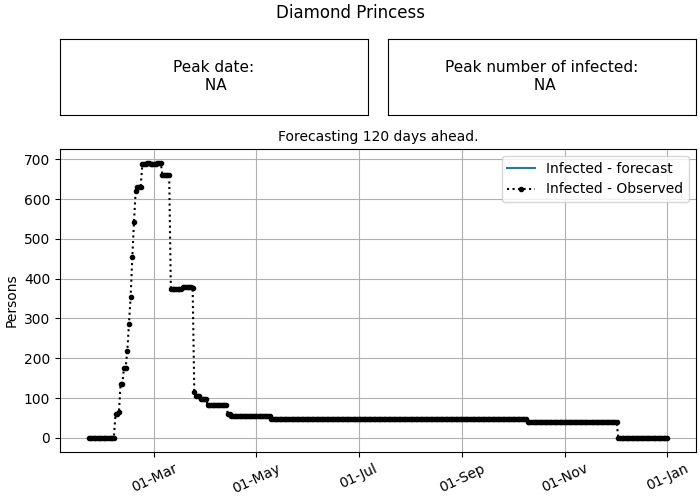 Diamond Princess
Peak date:
NA
Peak number of infected:
NA
Forecasting 120 days ahead.
700
600
500
400
300
200
100
0
Persons
Infected - forecast
Infected - Observed
01-Mar
01-May
01-Jul
01-Sep
01-Nov
01-Jan